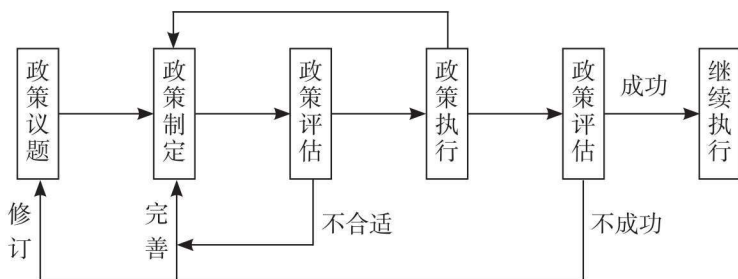 政策议题
政策制定
政策评估
政策执行
政策评估
成功
继续执行
修订
完善
不合适
不成功